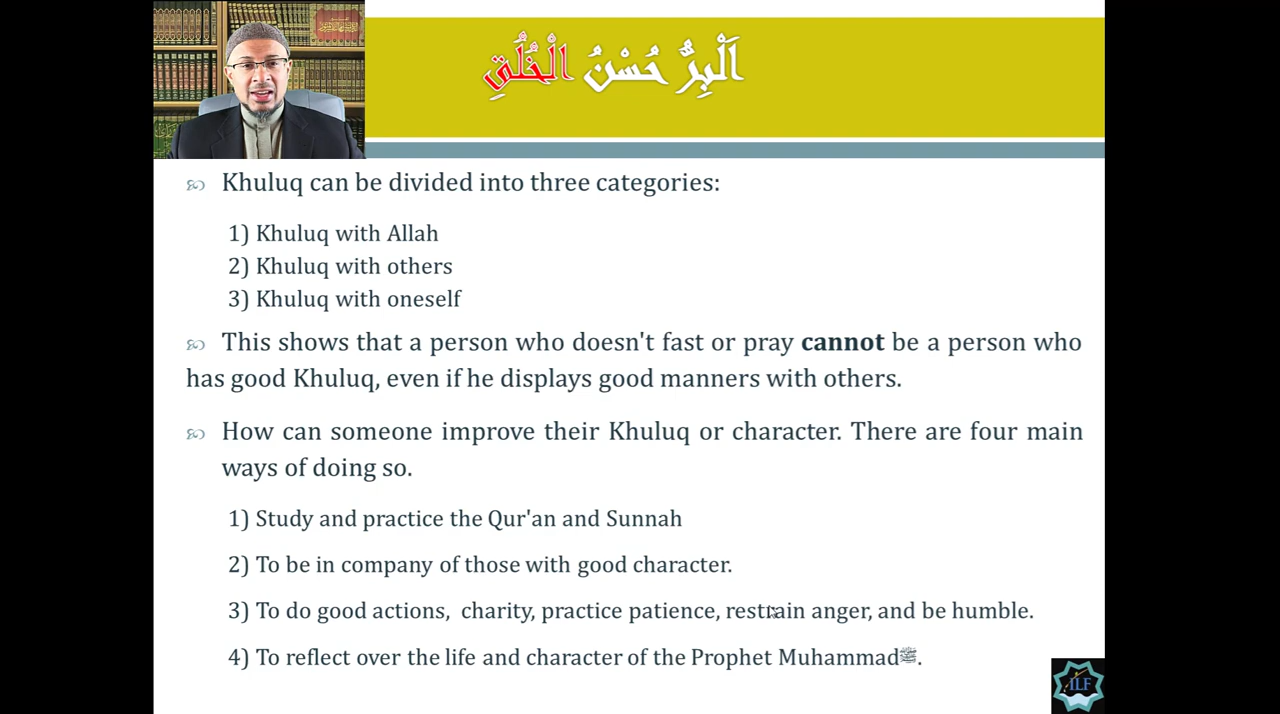 اَلْبِرُّ حُسْنُ الْخُلُقِ
Khuluq can be divided into three categories:
1) Khuluq with Allah
2) Khuluq with others
3) Khuluq with oneself
This shows that a person who doesn't fast or pray cannot be a person who
has good Khuluq, even if he displays good manners with others.
How can someone improve their Khuluq or character. There are four main
ways of doing so.
1) Study and practice the Qur'an and Sunnah
2) To be in company of those with good character.
3) To do good actions,  charity, practice patience, restrain anger, and be humble.
4) To reflect over the life and character of the Prophet Muhammadﷺ.
ILF